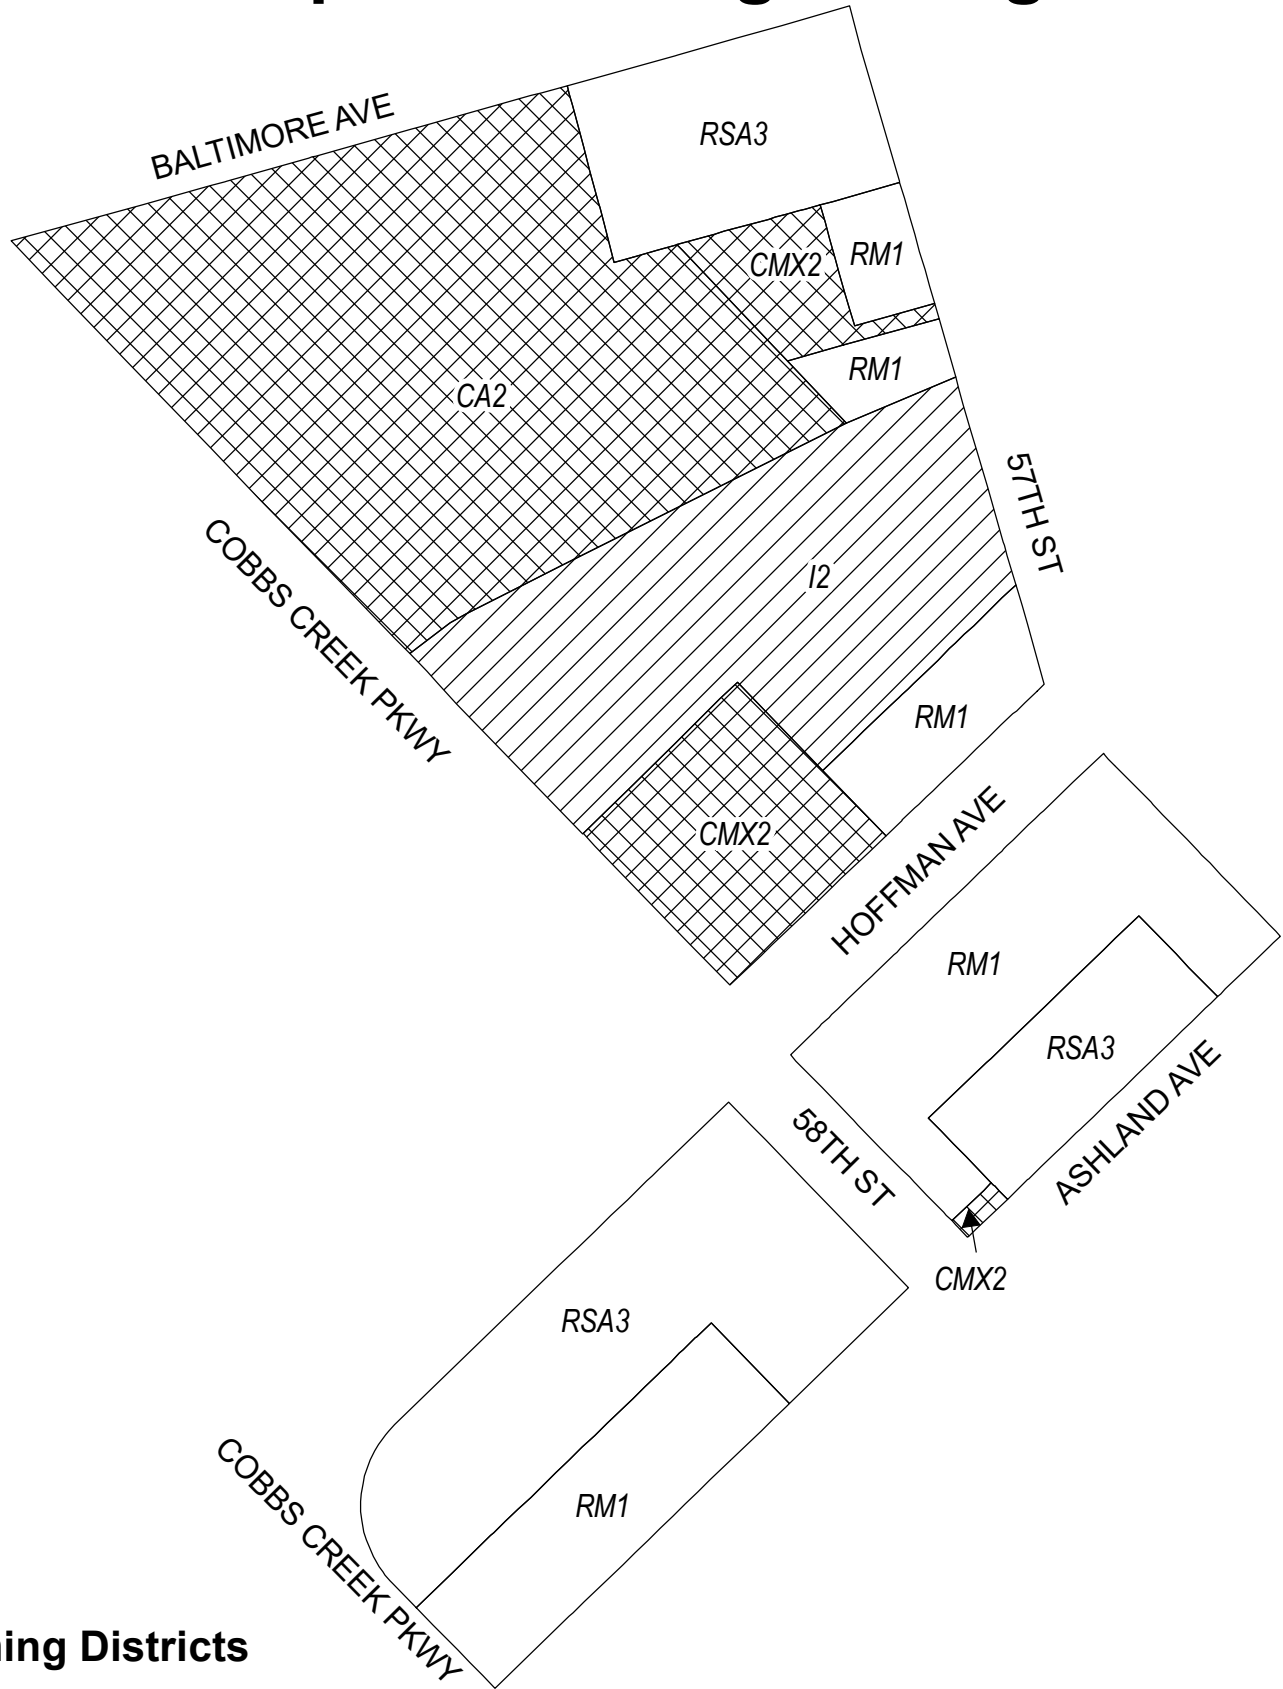 BALTIMORE AVE
RSA3
CMX2
RM1
RM1
CA2
57TH ST
I2
COBBS CREEK PKWY
RM1
CMX2
HOFFMAN AVE
RM1
RSA3
58TH ST
ASHLAND AVE
CMX2
RSA3
COBBS CREEK PKWY
RM1
Districts